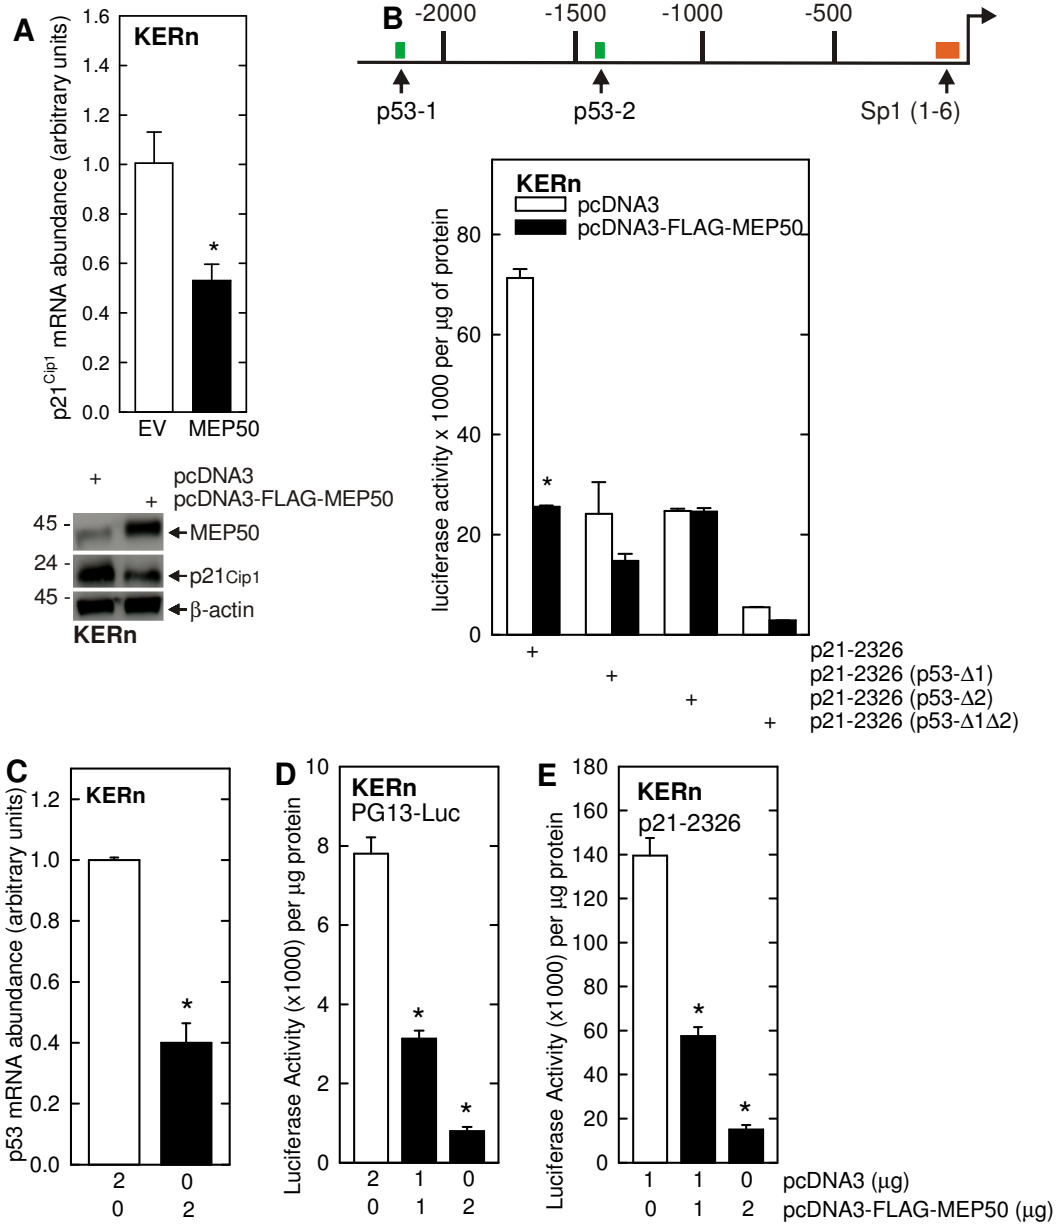 A
KERn
p21Cip1 mRNA abundance (arbitrary units)
1.6
1.4
1.2
1.0
0.8
0.6
0.4
0.2
0.0
*
EV MEP50
+ pcDNA3
+ pcDNA3-FLAG-MEP50
45 - MEP50
24 - p21Cip1
45 - β-actin
KERn
B
-2000 -1500 -1000 -500
p53-1 p53-2 Sp1 (1-6)
KERn
pcDNA3
pcDNA3-FLAG-MEP50
luciferase activity x 1000 per μg of protein
80
60
40
20
0
*
+ p21-2326
+ p21-2326 (p53-Δ1)
+ p21-2326 (p53-Δ2)
+ p21-2326 (p53-Δ1Δ2)
C
KERn
p53 mRNA abundance (arbitrary units)
1.2
1.0
0.8
0.6
0.4
0.2
0.0
*
2 0
0 2
D
KERn
PG13-Luc
Luciferase Activity (x1000) per μg protein
10
8
6
4
2
0
* *
2 1 0
0 1 2
E
KERn
p21-2326
Luciferase Activity (x1000) per μg protein
180
160
140
120
100
80
60
40
20
0
* *
1 1 0 pcDNA3 (μg)
0 1 2 pcDNA3-FLAG-MEP50 (μg)